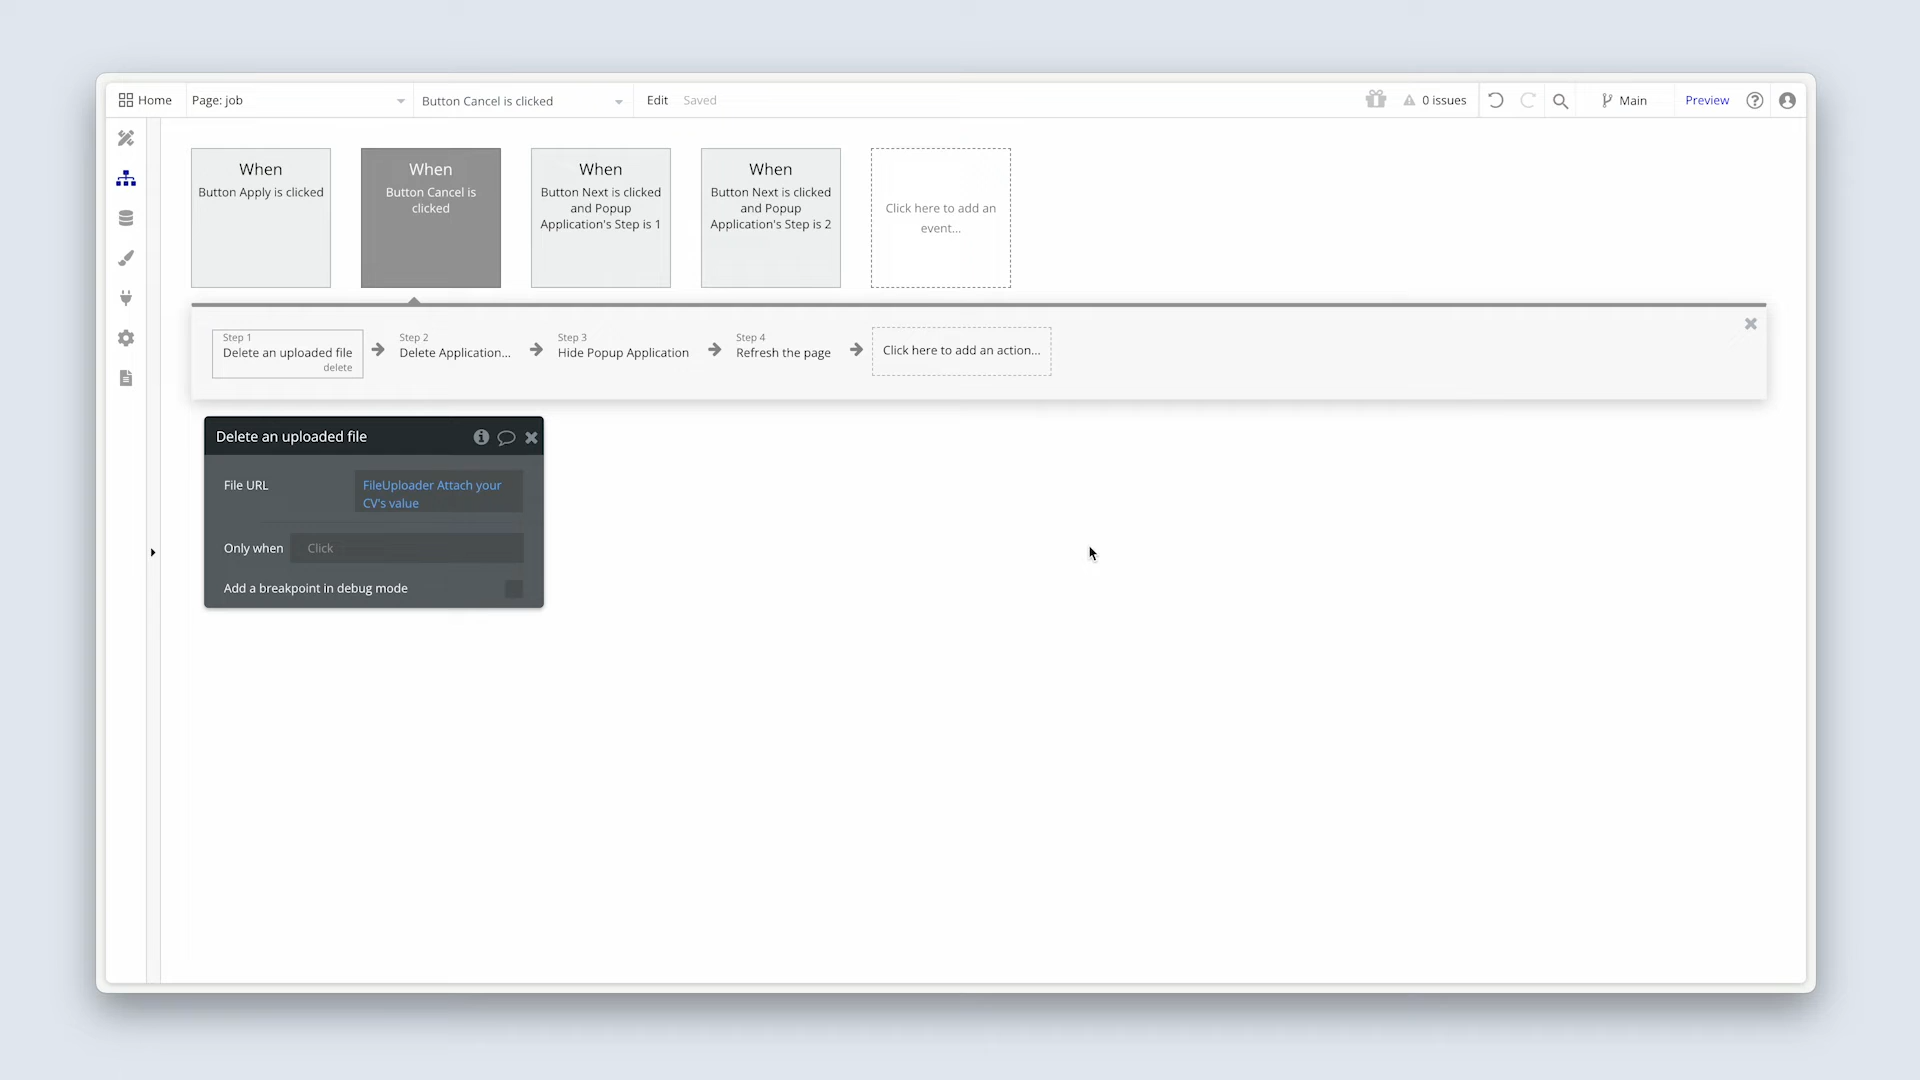 Home
Page: job
Button Cancel is clicked
Edit
Saved
0 issues
Main
Preview
When
Button Apply is clicked
When
Button Cancel is
clicked
When
Button Next is clicked
and Popup
Application's Step is 1
When
Button Next is clicked
and Popup
Application's Step is 2
Click here to add an
event...
Step 1
Delete an uploaded file
delete
Step 2
Delete Application...
Step 3
Hide Popup Application
Step 4
Refresh the page
Click here to add an action...
Delete an uploaded file
File URL
FileUploader Attach your
CV's value
Only when
Click
Add a breakpoint in debug mode